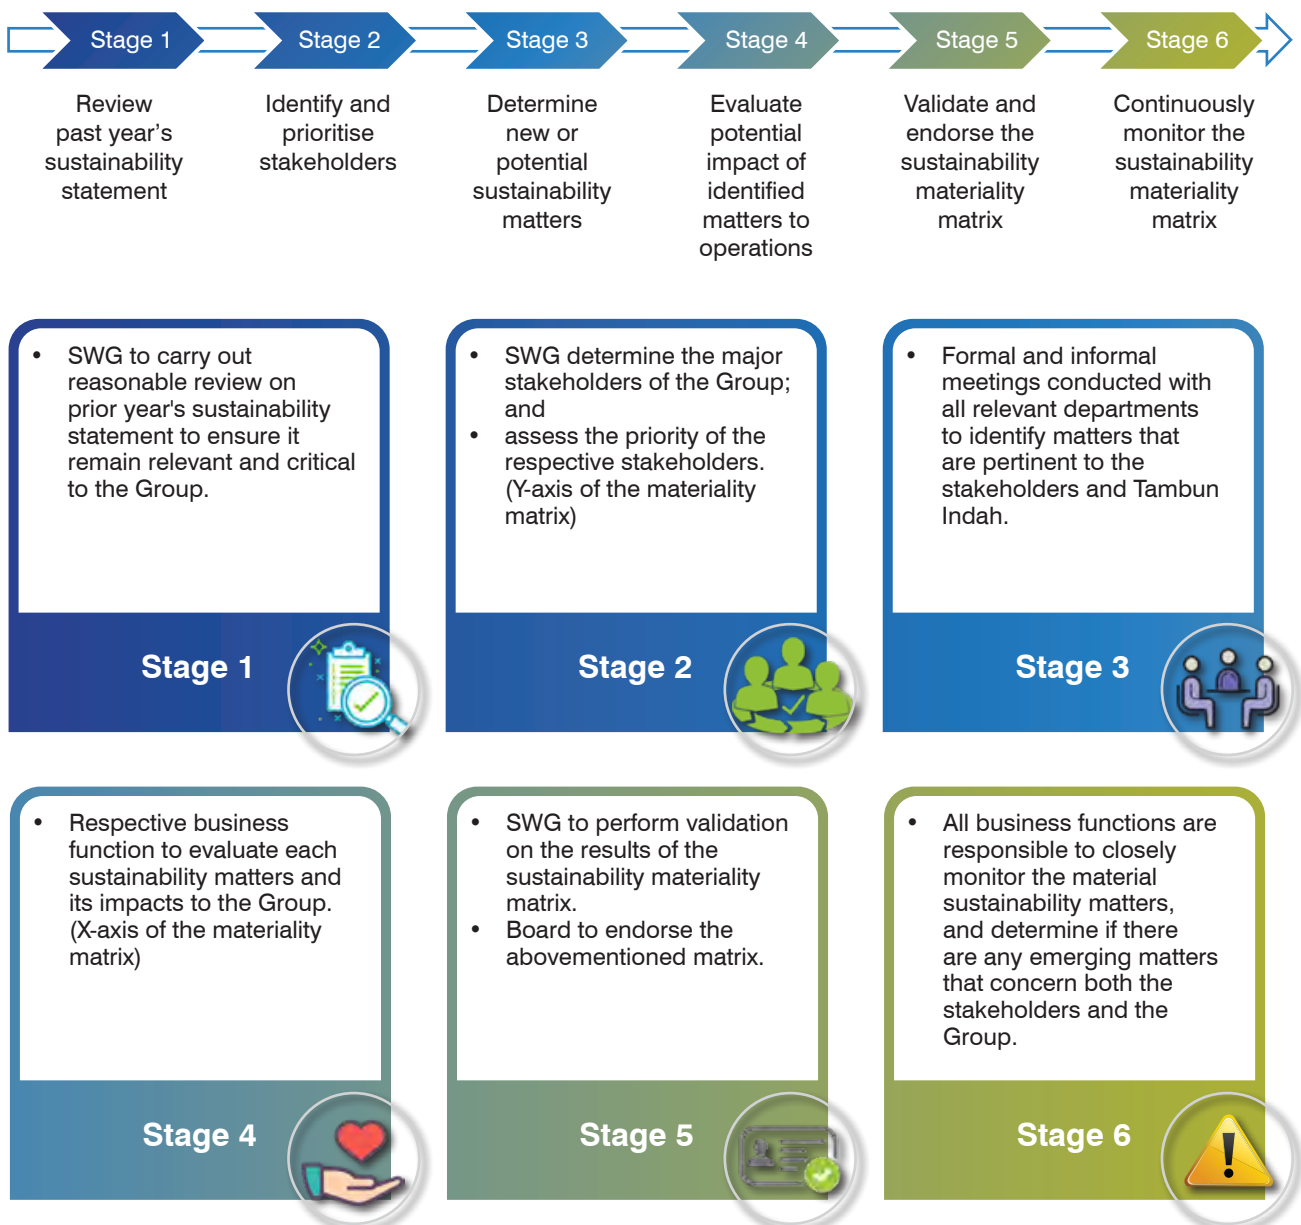 Stage 1
Stage 2
Stage 3
Stage 4
Stage 5
Stage 6
Review
past year’s
sustainability
statement
Identify and
prioritise
stakeholders
Determine
new or
potential
sustainability
matters
Evaluate
potential
impact of
identified
matters to
operations
Validate and
endorse the
sustainability
materiality
matrix
Continuously
monitor the
sustainability
materiality
matrix
• SWG to carry out
reasonable review on
prior year's sustainability
statement to ensure it
remain relevant and critical
to the Group.
Stage 1
• SWG determine the major
stakeholders of the Group;
and
• assess the priority of the
respective stakeholders.
(Y-axis of the materiality
matrix)
Stage 2
• Formal and informal
meetings conducted with
all relevant departments
to identify matters that
are pertinent to the
stakeholders and Tambun
Indah.
Stage 3
• Respective business
function to evaluate each
sustainability matters and
its impacts to the Group.
(X-axis of the materiality
matrix)
Stage 4
• SWG to perform validation
on the results of the
sustainability materiality
matrix.
• Board to endorse the
abovementioned matrix.
Stage 5
• All business functions are
responsible to closely
monitor the material
sustainability matters,
and determine if there
are any emerging matters
that concern both the
stakeholders and the
Group.
Stage 6